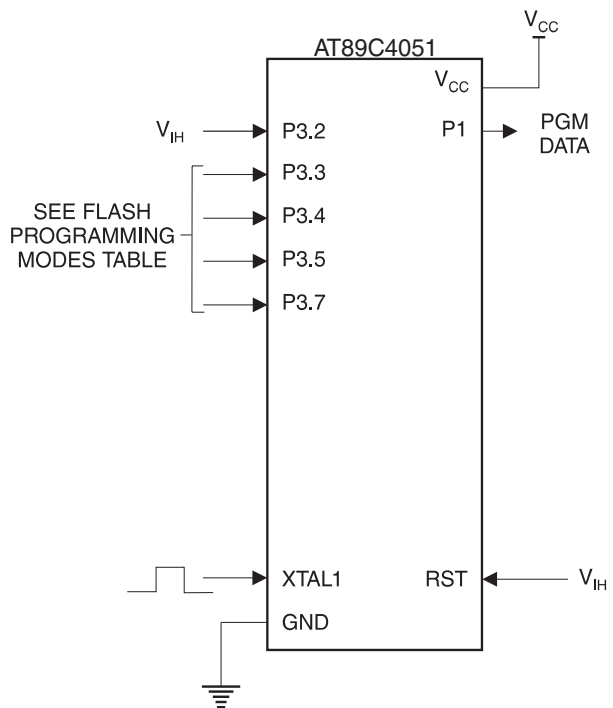 AT89C4051
VCC
VCC
VIH
P3.2
P1
PGM
DATA
P3.3
SEE FLASH
PROGRAMMING
MODES TABLE
P3.4
P3.5
P3.7
XTAL1
RST
VIH
GND